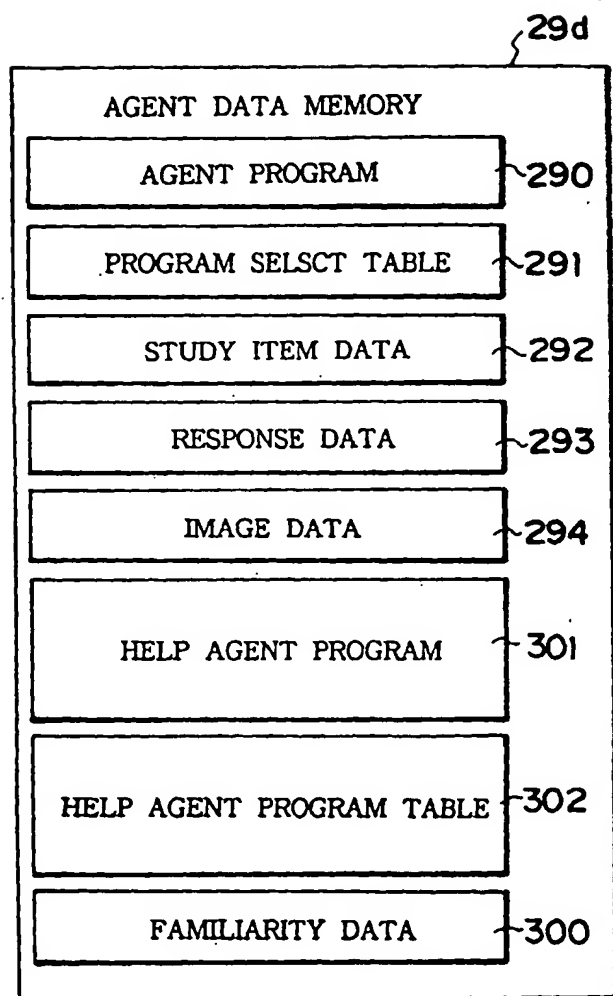 29d
AGENT DATA MEMORY
AGENT PROGRAM 290
PROGRAM SELSCT TABLE 291
STUDY ITEM DATA 292
RESPONSE DATA 293
IMAGE DATA 294
HELP AGENT PROGRAM 301
HELP AGENT PROGRAM TABLE 302
FAMILIARITY DATA 300